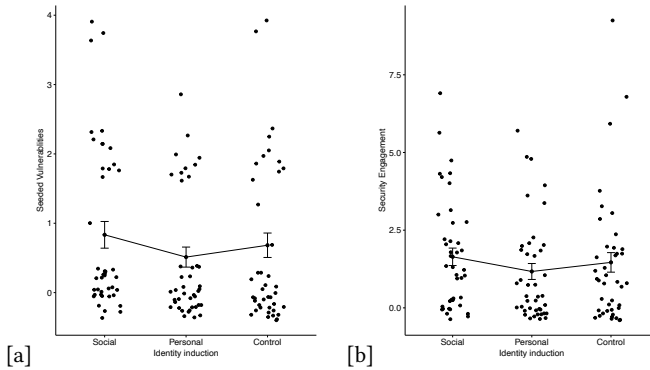 4
3
2
1
0
Seeded Vulnerabilities
Social
Personal
Control
Identity induction
[a]
7.5
5.0
2.5
0.0
Security Engagement
Social
Personal
Control
Identity induction
[b]